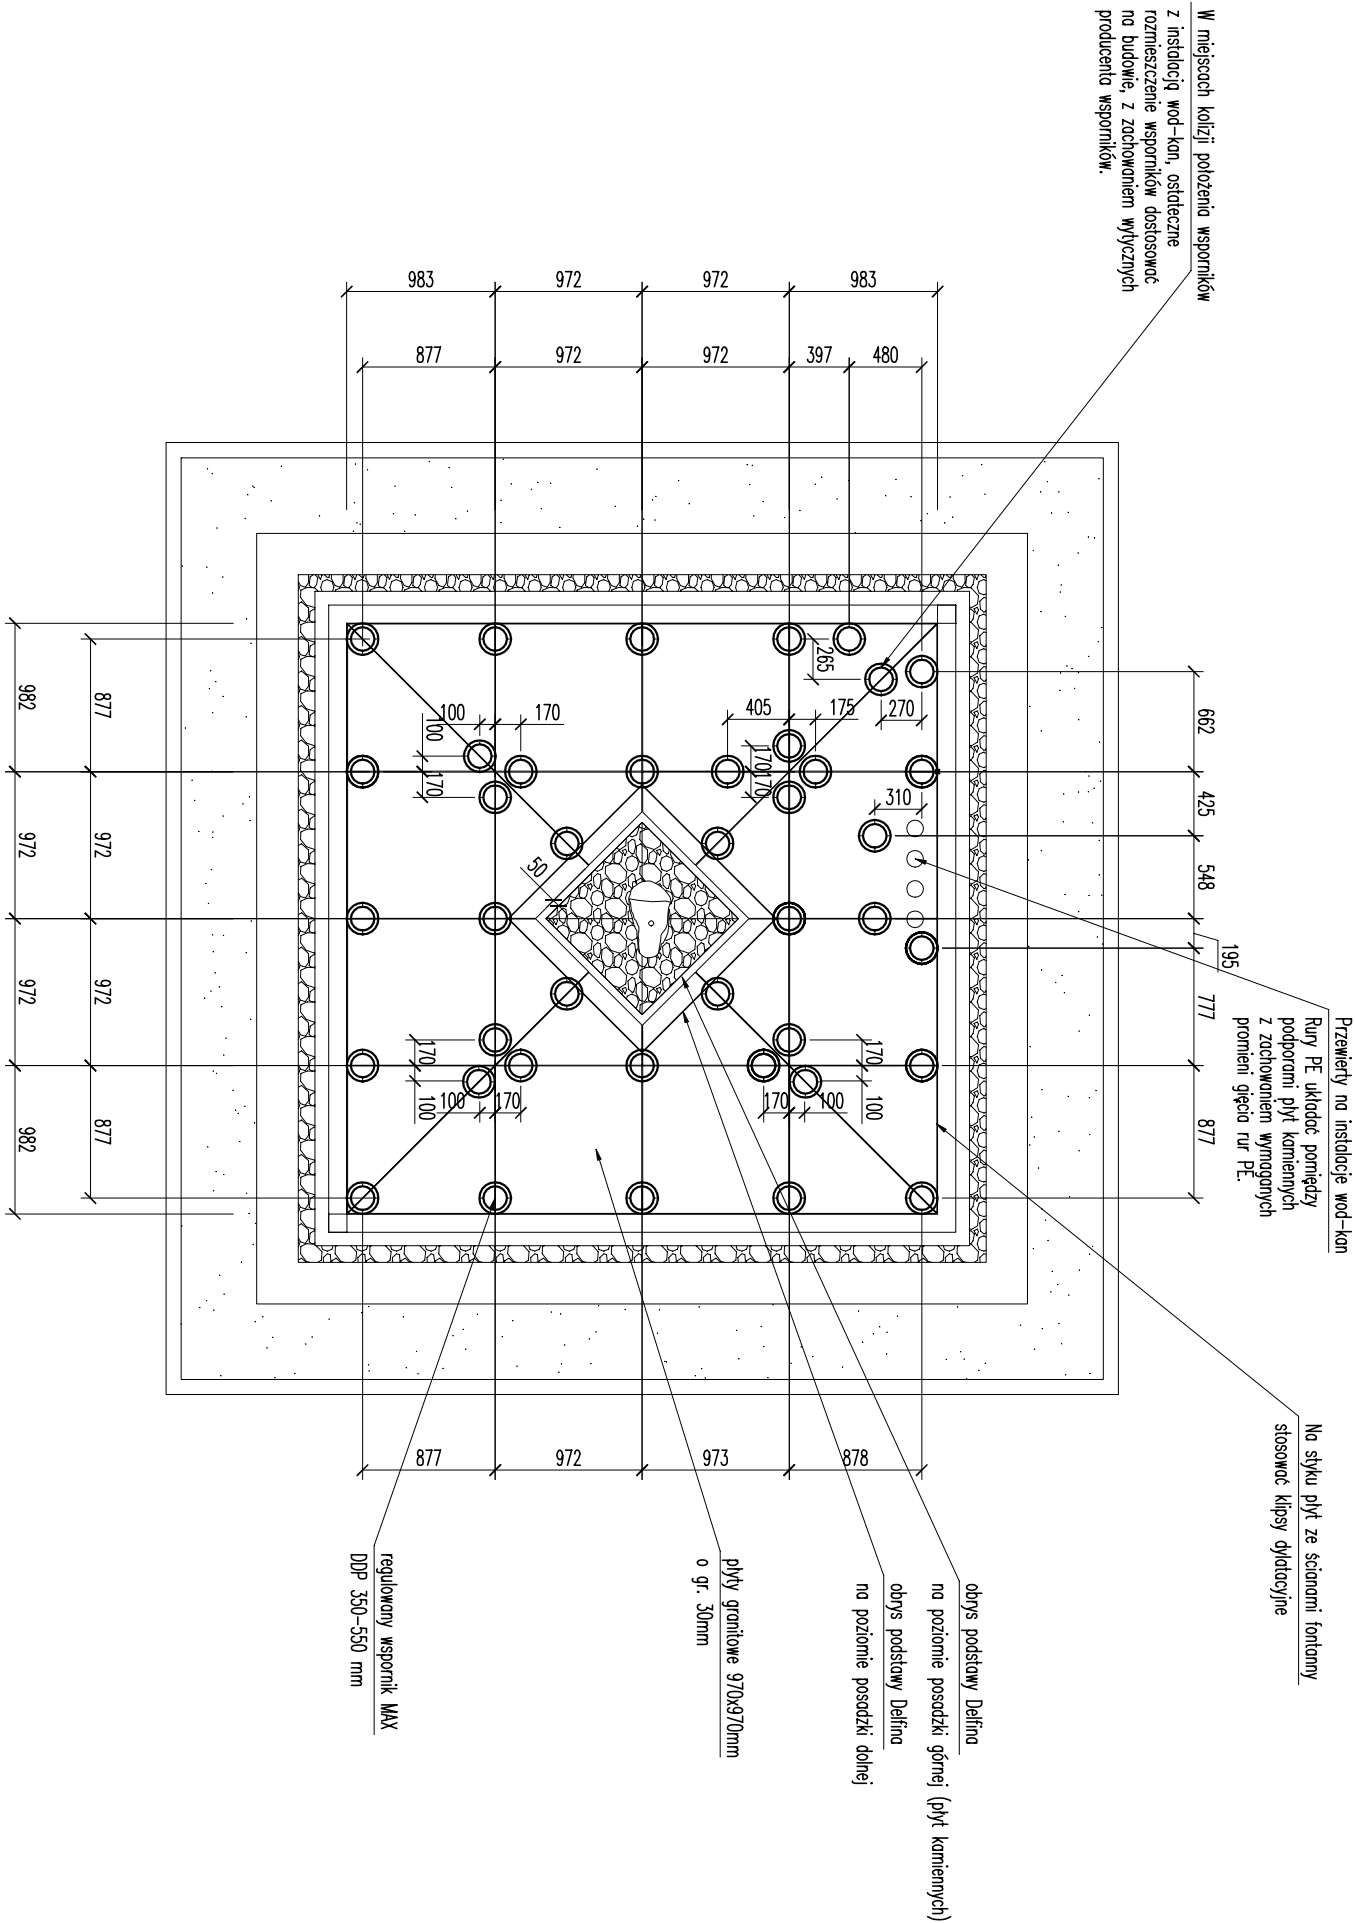 W miejscach kolizji położenia wsporników
z instalacją wod-kan, ostateczne
rozmieszczenie wsporników dostosować
na budowie, z zachowaniem wytycznych
producenta wsporników.
983
972
972
983
877
972
972
397
480
Przewierty na instalacje wod-kan
Rury PE układać pomiędzy
podporami płyt kamiennych
z zachowaniem wymaganych
promieni gięcia rur PE.
Na styku płyt ze ścianami fontanny
stosować klipsy dylatacyjne
662
425
548
195
777
877
265
270
310
405
175
170
170
100
170
100
170
50
170
100
100
170
170
100
170
100
877
972
972
877
982
972
972
982
877
972
973
878
obrys podstawy Delfina
na poziomie posadzki górnej (płyt kamiennych)
obrys podstawy Delfina
na poziomie posadzki dolnej
płyty granitowe 970x970mm
o gr. 30mm
regulowany wspornik MAX
DDP 350-550 mm